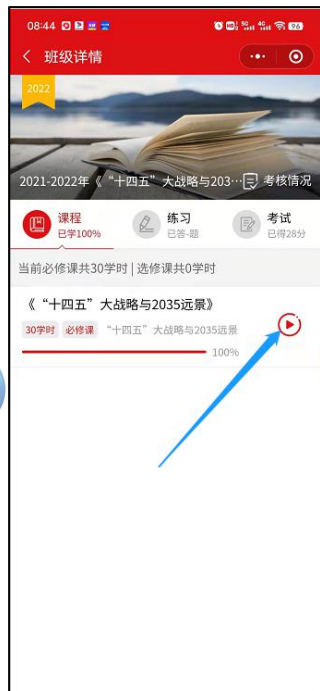 08:44
班级详情
2022
2021-2022年《“十四五”大战略与203…
考核情况
课程
已学100%
练习
已答-题
考试
已得28分
当前必修课共30学时 | 选修课共0学时
《“十四五”大战略与2035远景》
30学时 必修课 “十四五”大战略与2035远景
100%